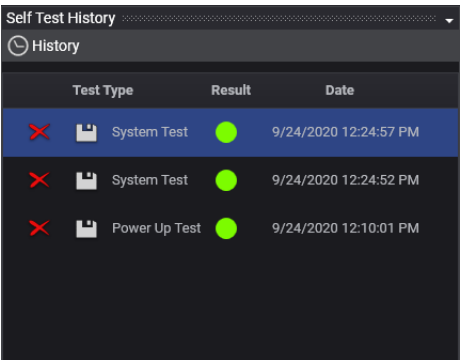 Self Test History
History
Test Type Result Date
System Test 9/24/2020 12:24:57 PM
System Test 9/24/2020 12:24:52 PM
Power Up Test 9/24/2020 12:10:01 PM